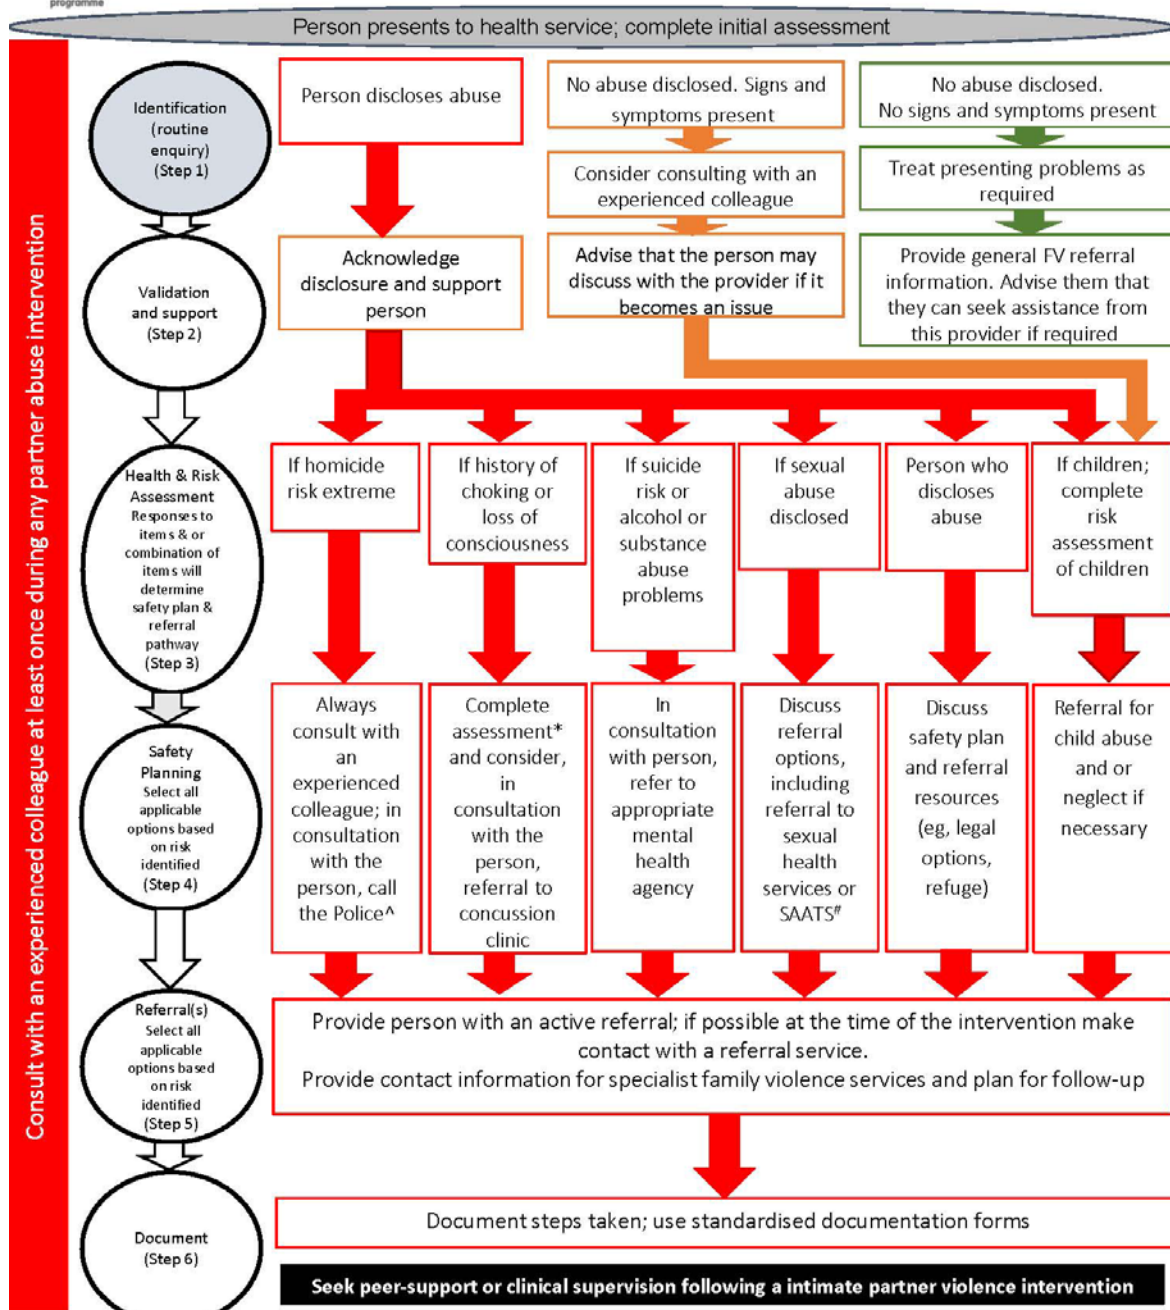 programme
Person presents to health service; complete initial assessment
Consult with an experienced colleague at least once during any partner abuse intervention
Identification
(routine
enquiry)
(Step 1)
Person discloses abuse
No abuse disclosed. Signs and
symptoms present
No abuse disclosed.
No signs and symptoms present
Consider consulting with an
experienced colleague
Treat presenting problems as
required
Validation
and support
(Step 2)
Acknowledge
disclosure and support
person
Advise that the person may
discuss with the provider if it
becomes an issue
Provide general FV referral
information. Advise them that
they can seek assistance from
this provider if required
Health & Risk
Assessment
Responses to
items & or
combination of
items will
determine
safety plan &
referral
pathway
(Step 3)
If homicide
risk extreme
If history of
choking or
loss of
consciousness
If suicide
risk or
alcohol or
substance
abuse
problems
If sexual
abuse
disclosed
Person who
discloses
abuse
If children;
complete
risk
assessment
of children
Safety
Planning
Select all
applicable
options based
on risk
identified
(Step 4)
Always
consult with
an
experienced
colleague; in
consultation
with the
person, call
the Police^
Complete
assessment*
and consider,
in
consultation
with the
person,
referral to
concussion
clinic
In
consultation
with person,
refer to
appropriate
mental
health
agency
Discuss
referral
options,
including
referral to
sexual
health
services or
SAATS#
Discuss
safety plan
and referral
resources
(eg, legal
options,
refuge)
Referral for
child abuse
and or
neglect if
necessary
Referral(s)
Select all
applicable
options based
on risk
identified
(Step 5)
Provide person with an active referral; if possible at the time of the intervention make
contact with a referral service.
Provide contact information for specialist family violence services and plan for follow-up
Document
(Step 6)
Document steps taken; use standardised documentation forms
Seek peer-support or clinical supervision following a intimate partner violence intervention